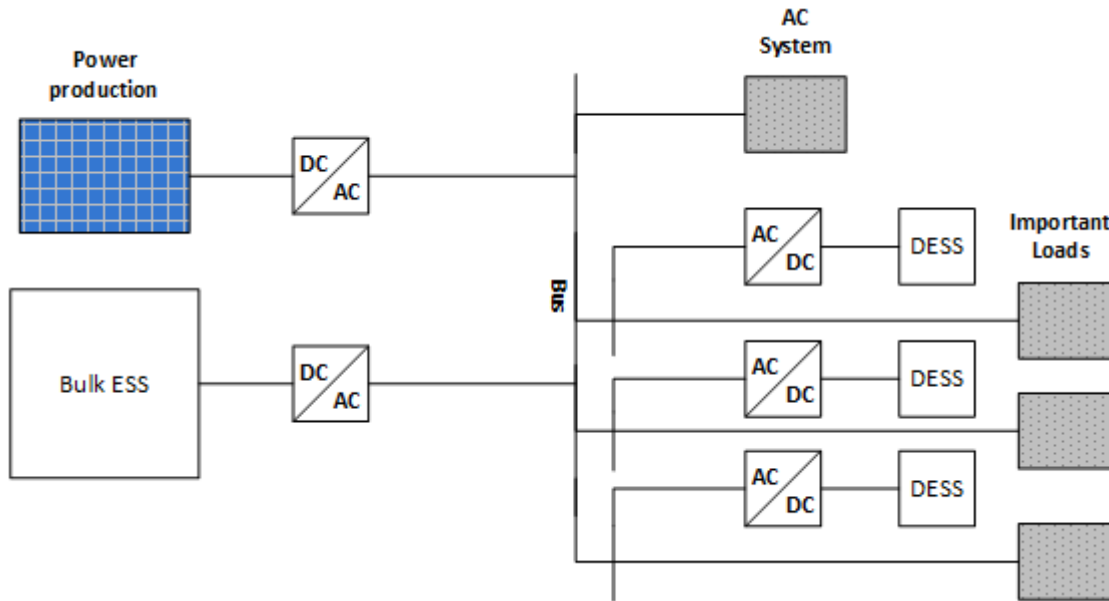 AC
System
Power
production
DC
AC
AC
DC
DESS
Important
Loads
Bus
Bulk ESS
DC
AC
AC
DC
DESS
AC
DC
DESS